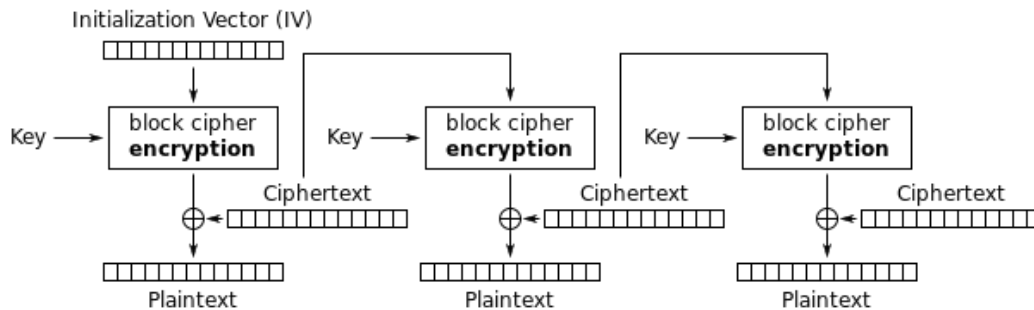 Initialization Vector (IV)
Key
block cipher
encryption
Key
block cipher
encryption
Key
block cipher
encryption
Ciphertext
Ciphertext
Ciphertext
Plaintext
Plaintext
Plaintext